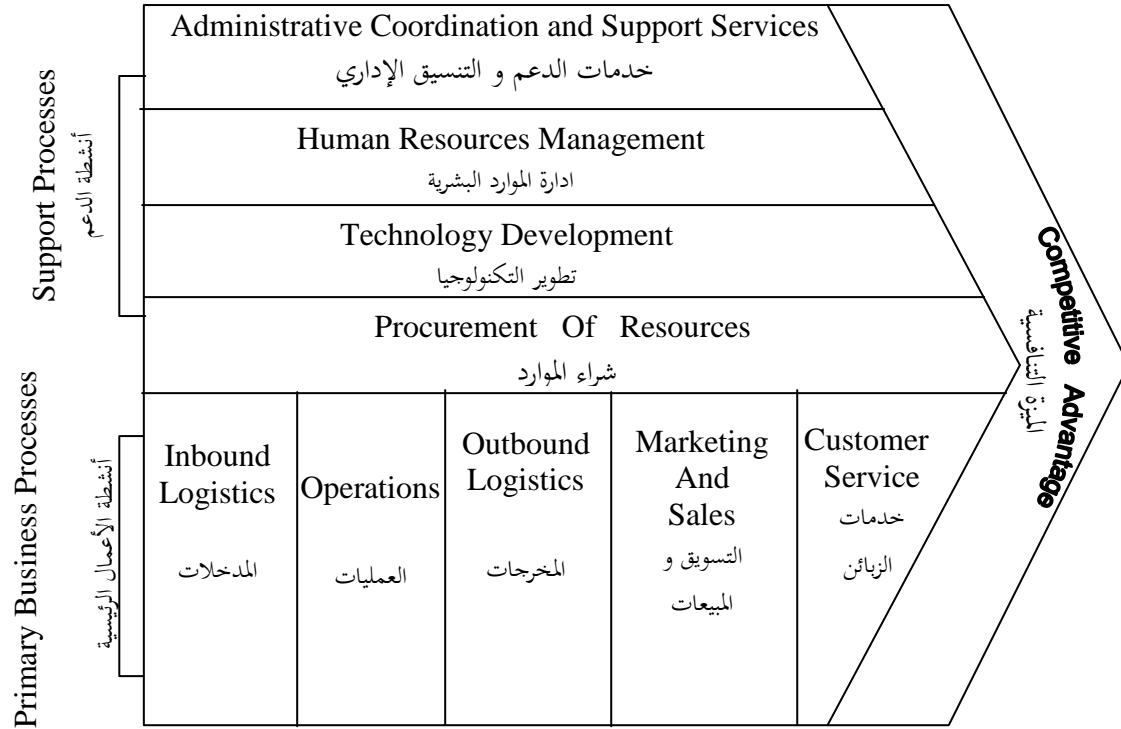 Administrative Coordination and Support Services
خدمات الدعم و التنسيق الإداري
Human Resources Management
ادارة الموارد البشرية
Technology Development
تطوير التكنولوجيا
Procurement Of Resources
شراء الموارد
Support Processes
أنشطة الدعم
Primary Business Processes
أنشطة الأعمال الرئيسية
Inbound
Logistics
المدخلات
Operations
العمليات
Outbound
Logistics
المخرجات
Marketing
And
Sales
التسويق و
المبيعات
Customer
Service
خدمات
الزبائن
Competitive Advantage
الميزة التنافسية